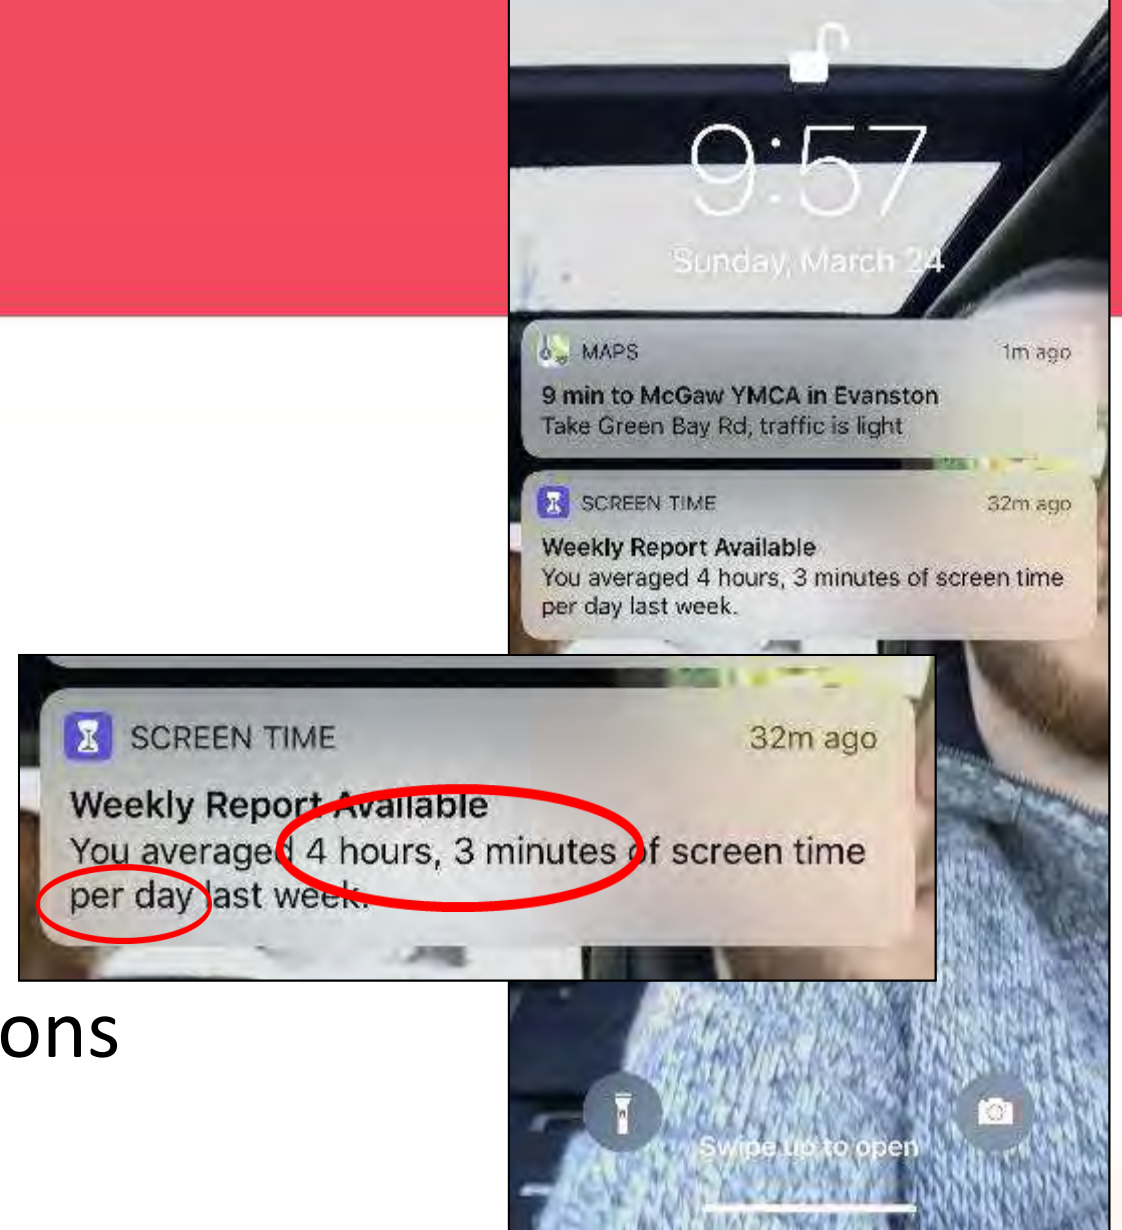 9:57
Sunday, March 24
MAPS 1m ago
9 min to McGaw YMCA in Evanston
Take Green Bay Rd, traffic is light
SCREEN TIME 32m ago
Weekly Report Available
You averaged 4 hours, 3 minutes of screen time
per day last week.
SCREEN TIME 32m ago
Weekly Report Available
You averaged 4 hours, 3 minutes of screen time
per day last week.
ons
Swipe up to open